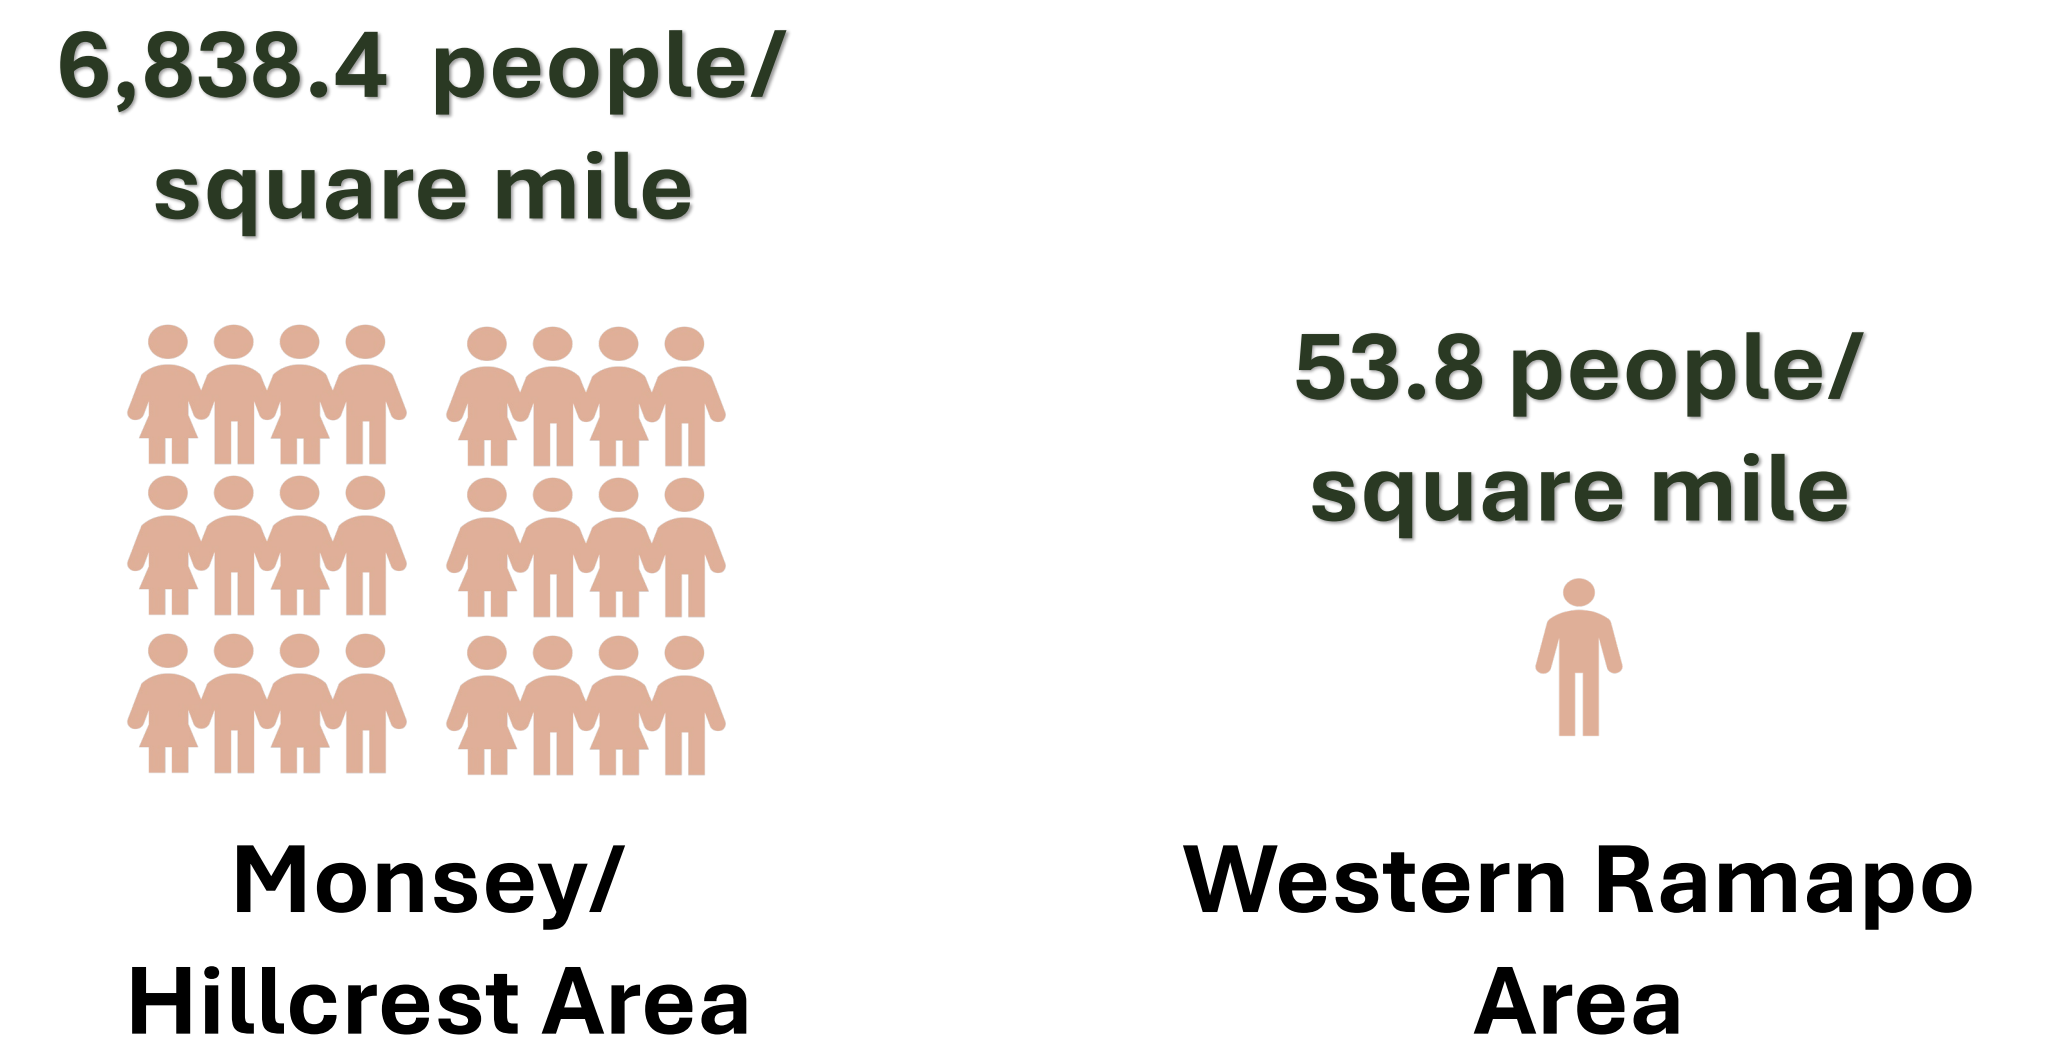 6,838.4 people/
square mile
Monsey/
Hillcrest Area
53.8 people/
square mile
Western Ramapo
Area